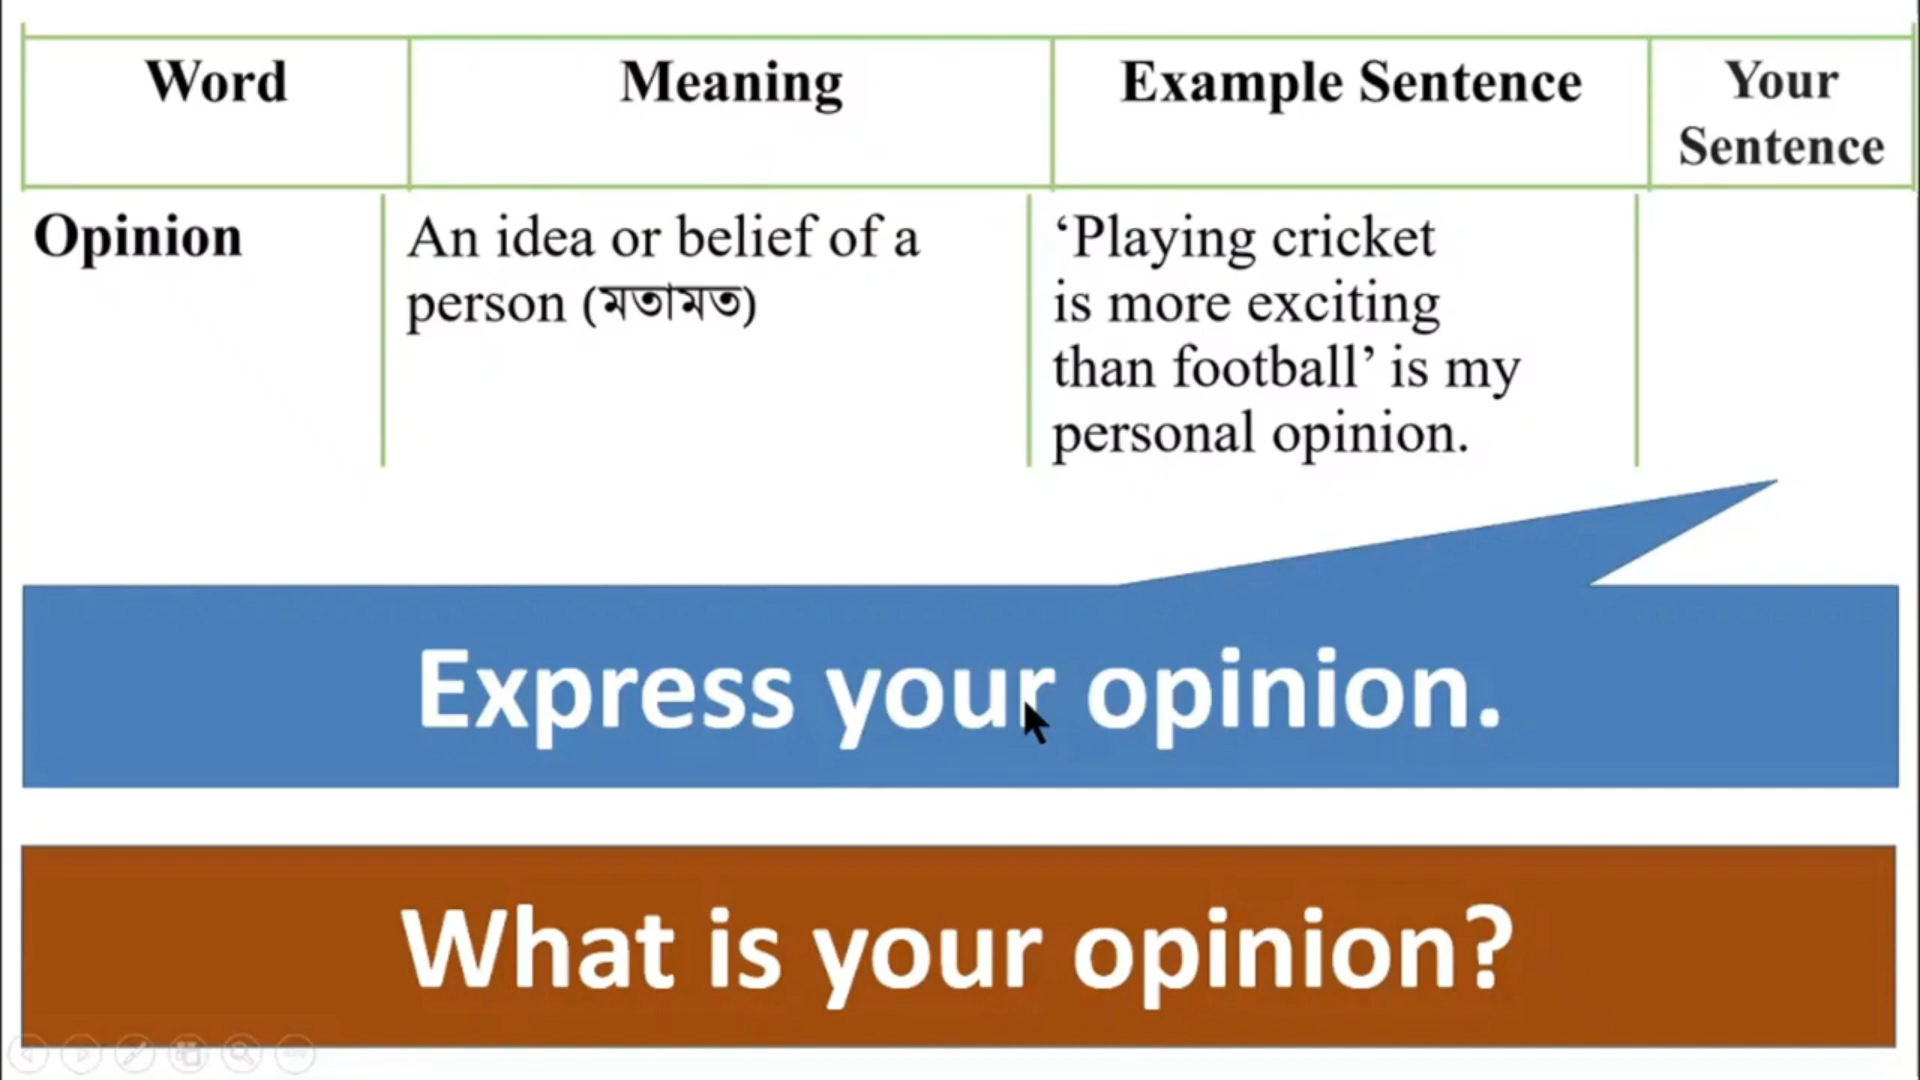 Word
Meaning
Example Sentence
Your
Sentence
Opinion
An idea or belief of a
person (মতামত)
‘Playing cricket
is more exciting
than football’ is my
personal opinion.
Express your opinion.
What is your opinion?